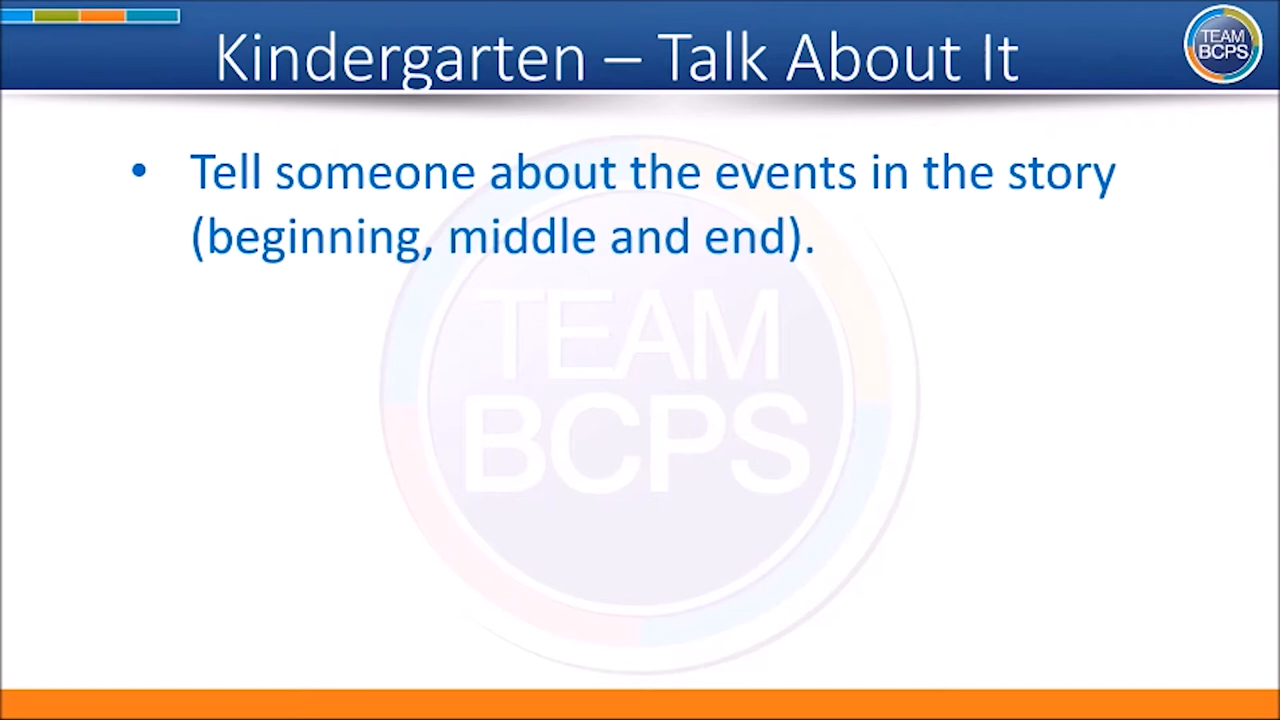 Kindergarten – Talk About It
TEAM
BCPS
• Tell someone about the events in the story
(beginning, middle and end).
TEAM
BCPS